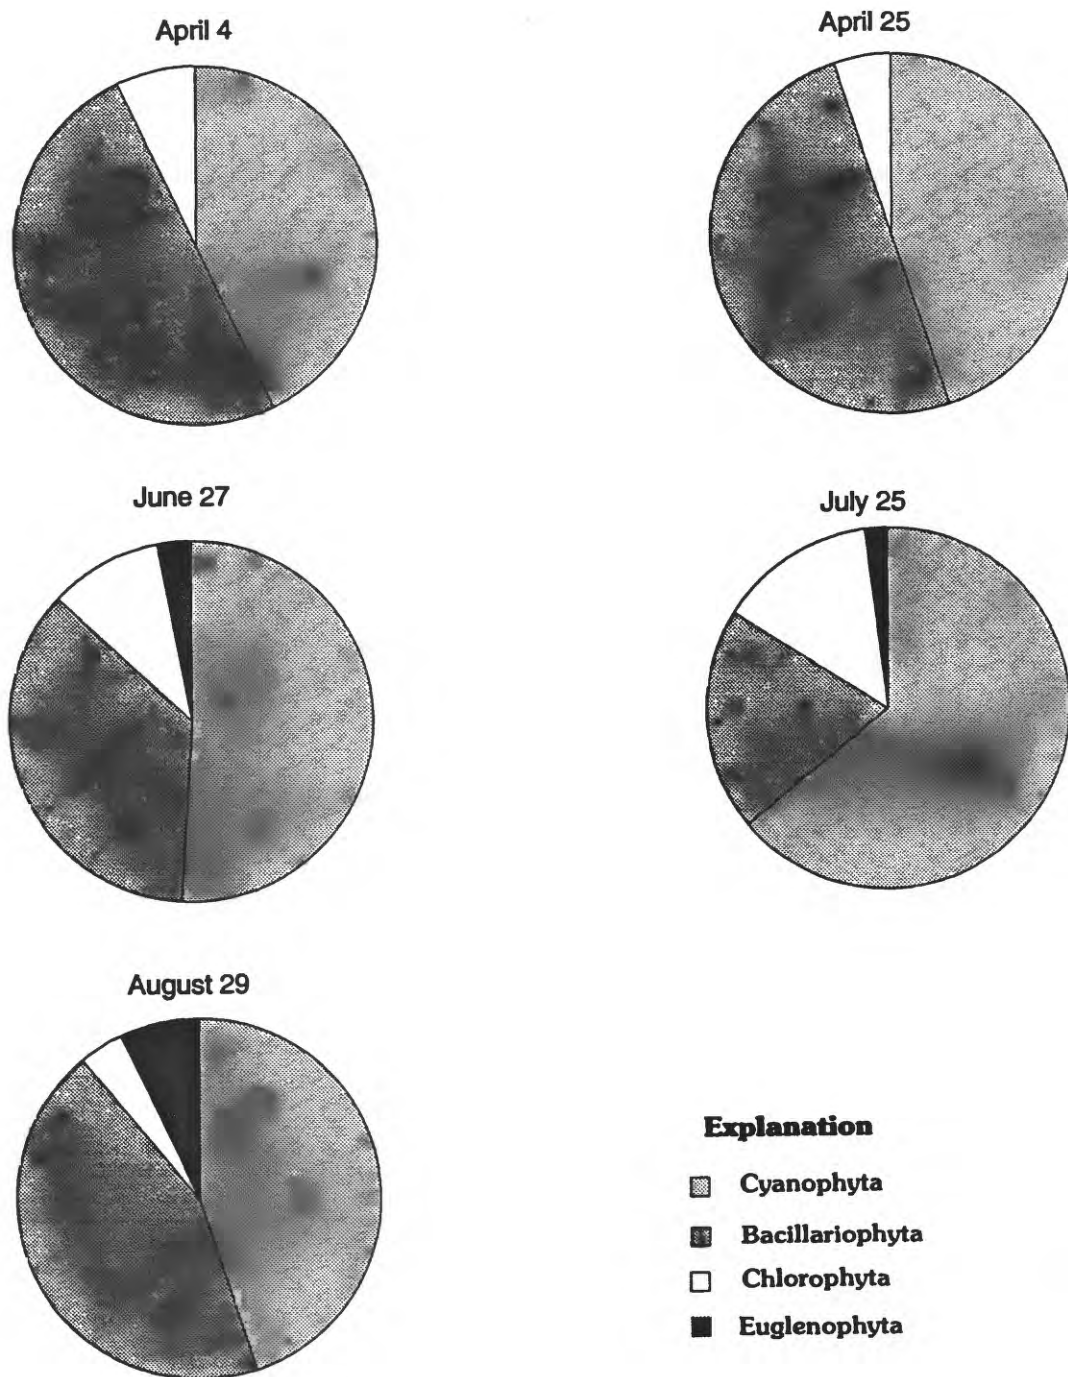 April 4
April 25
June 27
July 25
August 29
Explanation
Cyanophyta
Bacillariophyta
Chlorophyta
Euglenophyta